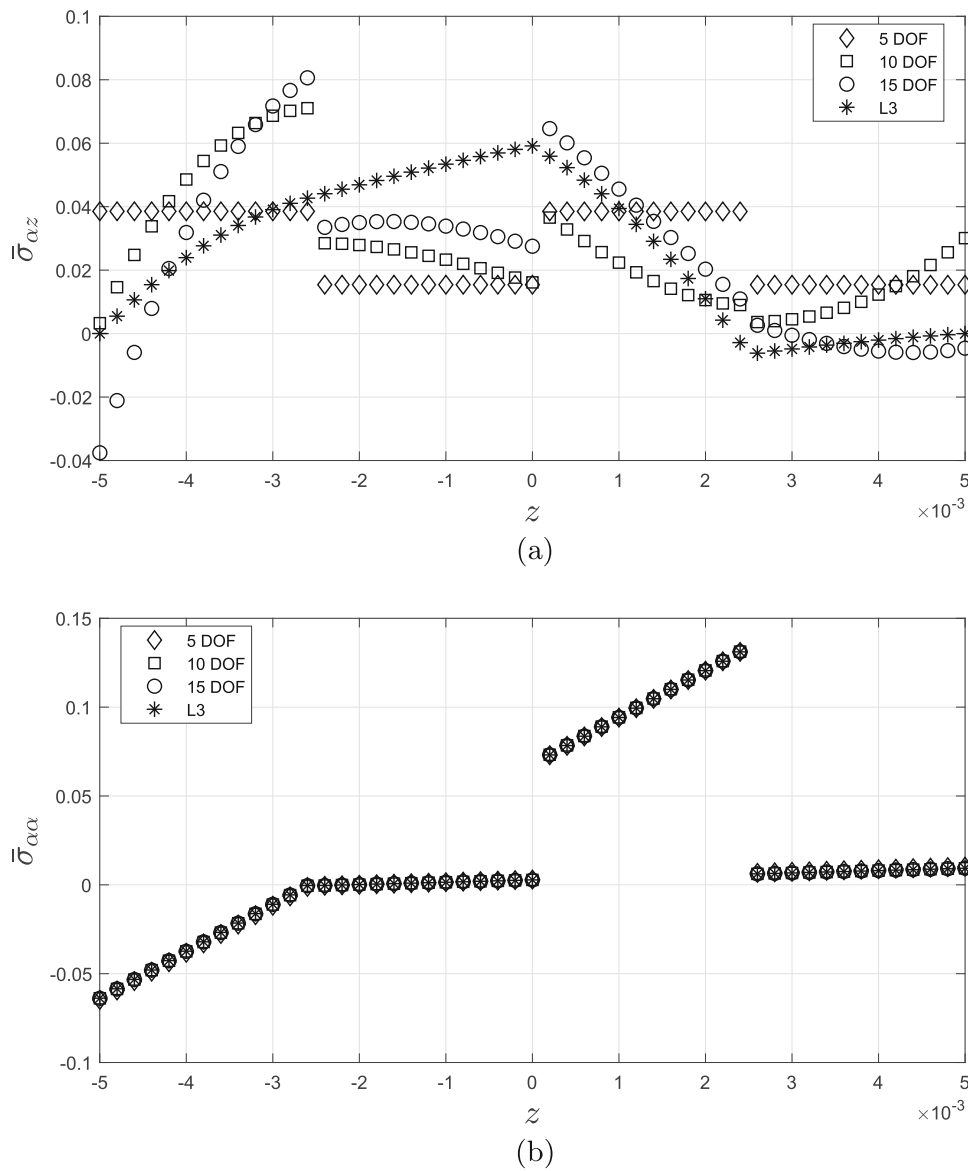 0.1
0.08
0.06
0.04
0.02
0
-0.02
-0.04
σ̄αz
5 DOF
10 DOF
15 DOF
L3
-5 -4 -3 -2 -1 0 1 2 3 4 5
z
×10-3
(a)
0.15
0.1
0.05
0
-0.05
-0.1
σ̄αα
5 DOF
10 DOF
15 DOF
L3
-5 -4 -3 -2 -1 0 1 2 3 4 5
z
×10-3
(b)